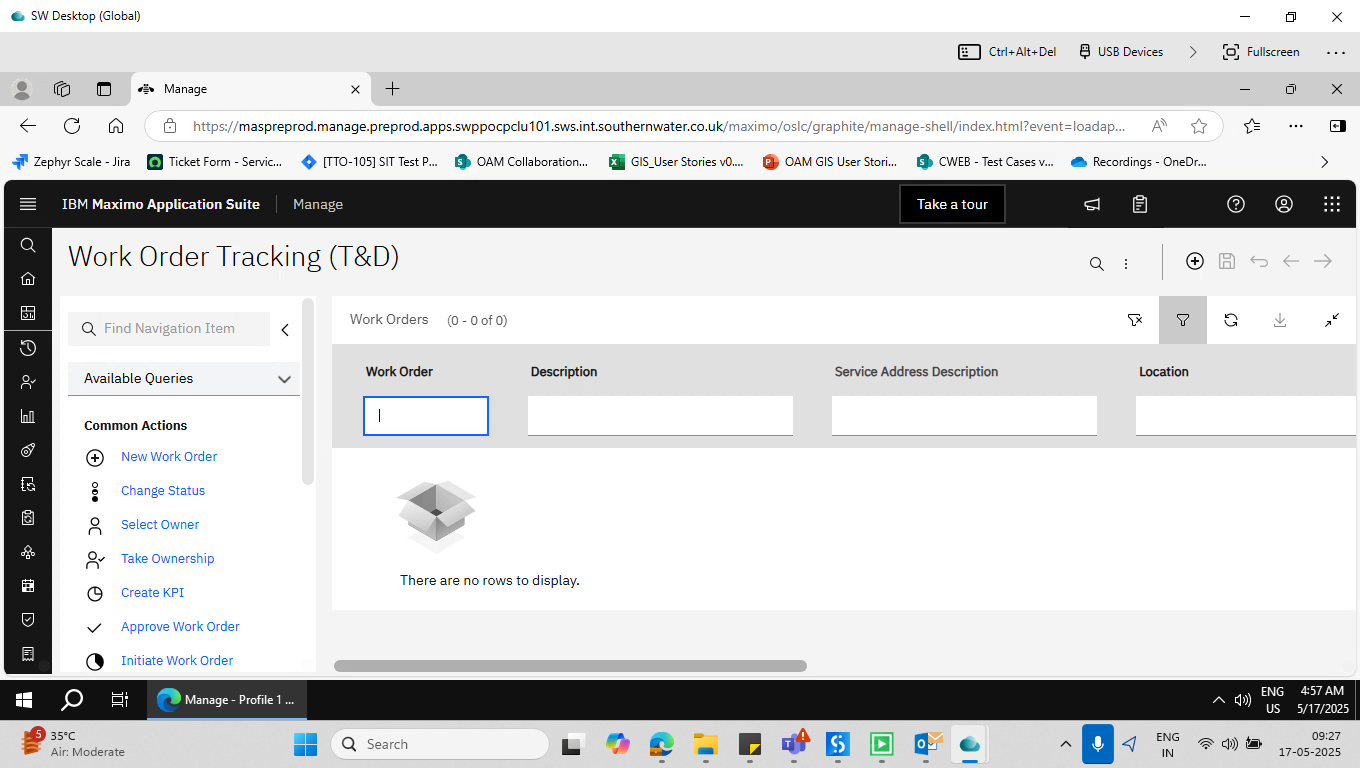 SW Desktop (Global)
Ctrl+Alt+Del
USB Devices
Fullscreen
Manage
https://maspreprod.manage.preprod.apps.swppocpclu101.sws.int.southernwater.co.uk/maximo/oslc/graphite/manage-shell/index.html?event=loadap...
Zephyr Scale - Jira
Ticket Form - Servic...
[TTO-105] SIT Test P...
OAM Collaboration...
GIS_User Stories v0....
OAM GIS User Stori...
CWEB - Test Cases v...
Recordings - OneDr...
IBM Maximo Application Suite
Manage
Take a tour
Work Order Tracking (T&D)
Find Navigation Item
Available Queries
Common Actions
New Work Order
Change Status
Select Owner
Take Ownership
Create KPI
Approve Work Order
Initiate Work Order
Work Orders (0 - 0 of 0)
Work Order
Description
Service Address Description
Location
There are no rows to display.
Manage - Profile 1 ...
ENG
US
4:57 AM
5/17/2025
5
35°C
Air: Moderate
Search
ENG
IN
09:27
17-05-2025